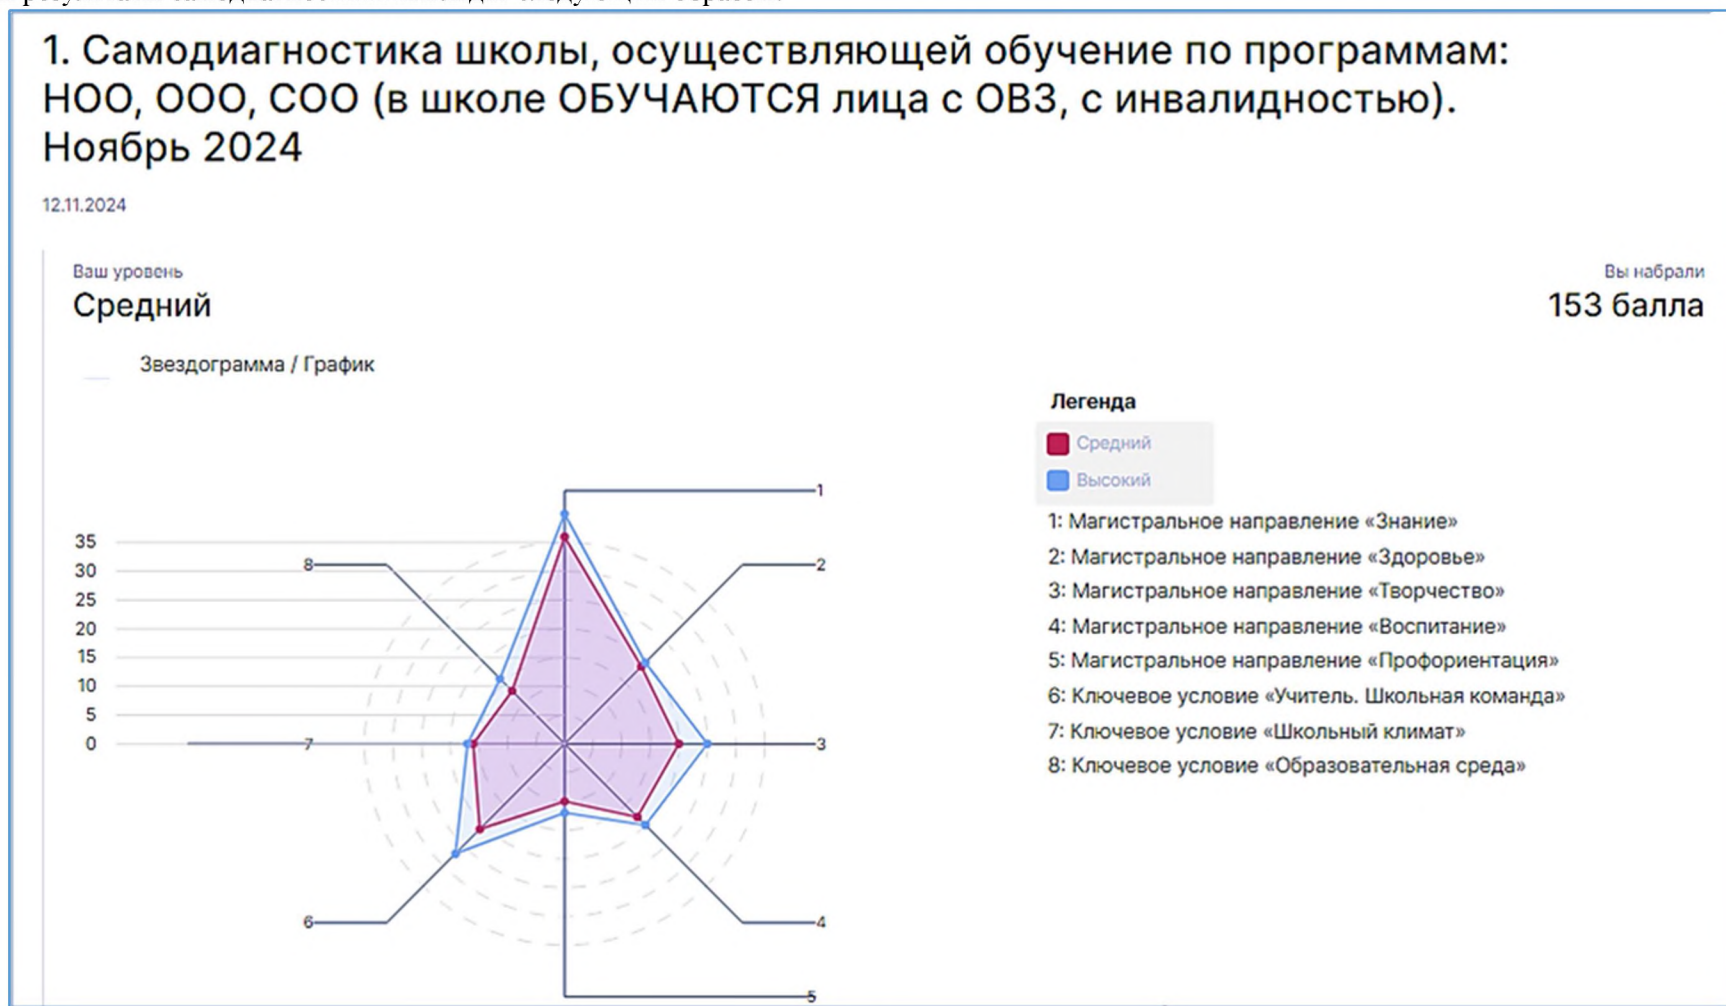 1. Самодиагностика школы, осуществляющей обучение по программам:
НОО, ООО, СОО (в школе ОБУЧАЮТСЯ лица с ОВЗ, с инвалидностью).
Ноябрь 2024
12.11.2024
Ваш уровень
Средний
Вы набрали
153 балла
Звездограмма / График
Легенда
Средний
Высокий
1: Магистральное направление «Знание»
2: Магистральное направление «Здоровье»
3: Магистральное направление «Творчество»
4: Магистральное направление «Воспитание»
5: Магистральное направление «Профориентация»
6: Ключевое условие «Учитель. Школьная команда»
7: Ключевое условие «Школьный климат»
8: Ключевое условие «Образовательная среда»
35
30
25
20
15
10
5
0
1
2
3
4
5
6
7
8